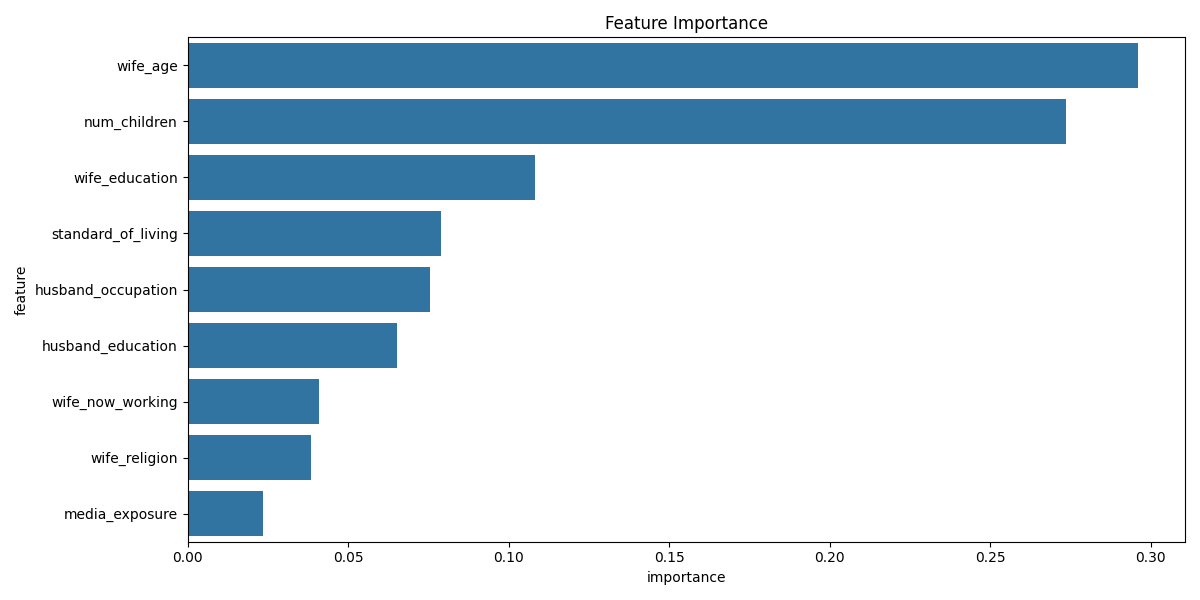 Feature Importance
wife_age
num_children
wife_education
standard_of_living
husband_occupation
husband_education
wife_now_working
wife_religion
media_exposure
feature
0.00 0.05 0.10 0.15 0.20 0.25 0.30
importance